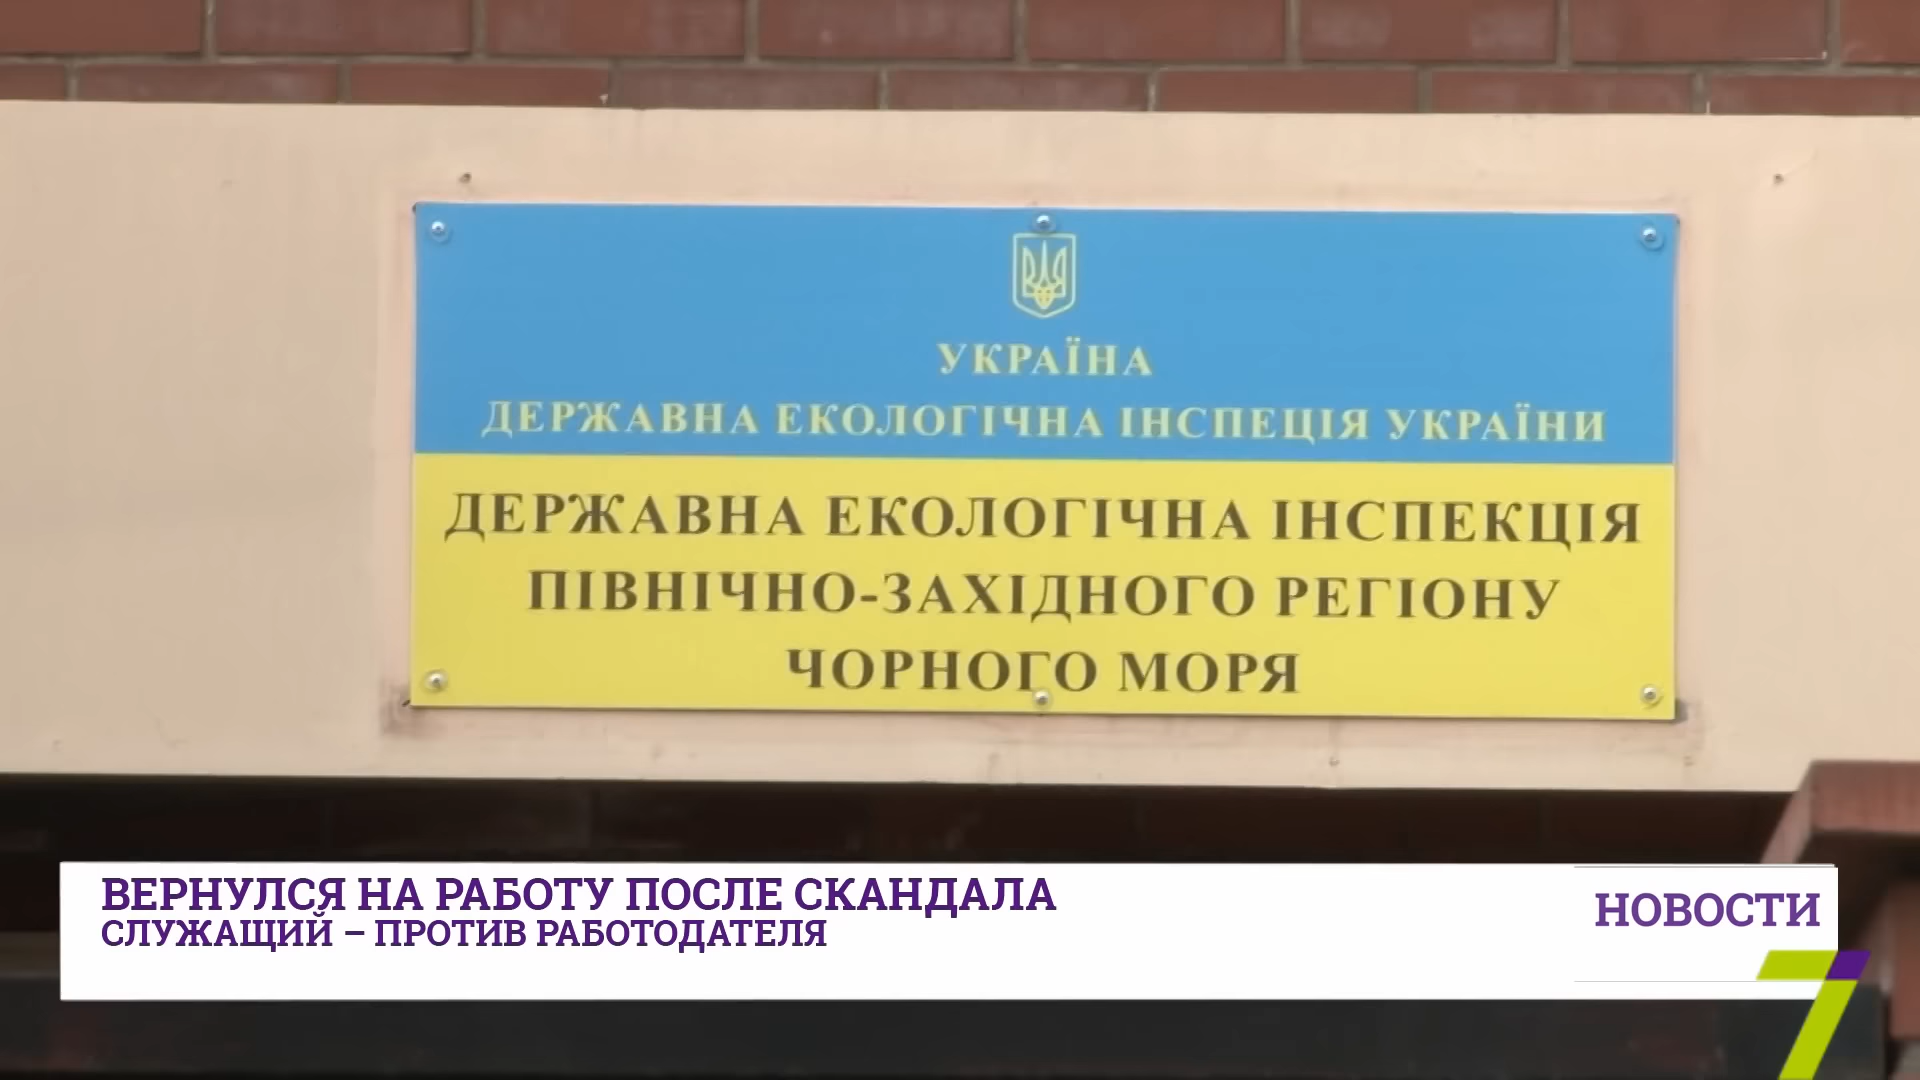 УКРАЇНА
ДЕРЖАВНА ЕКОЛОГІЧНА ІНСПЕЦІЯ УКРАЇНИ
ДЕРЖАВНА ЕКОЛОГІЧНА ІНСПЕКЦІЯ
ПІВНІЧНО-ЗАХІДНОГО РЕГІОНУ
ЧОРНОГО МОРЯ
ВЕРНУЛСЯ НА РАБОТУ ПОСЛЕ СКАНДАЛА
СЛУЖАЩИЙ – ПРОТИВ РАБОТОДАТЕЛЯ
НОВОСТИ
7